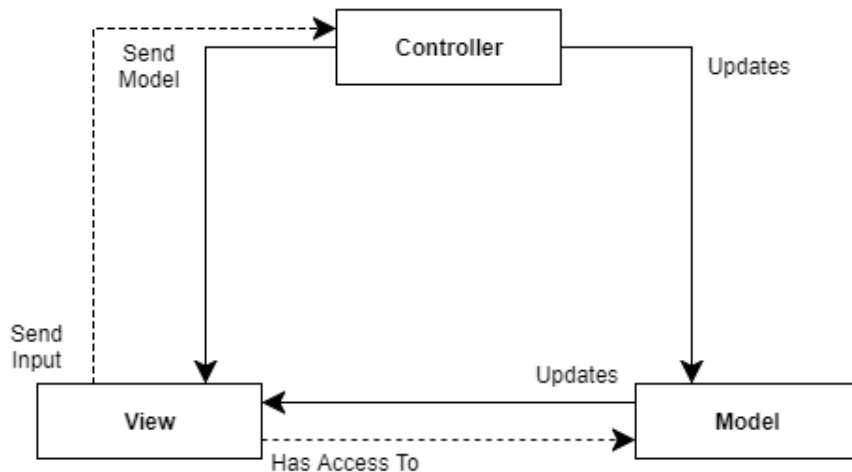 Controller
Send
Model
Updates
Send
Input
Updates
View
Model
Has Access To